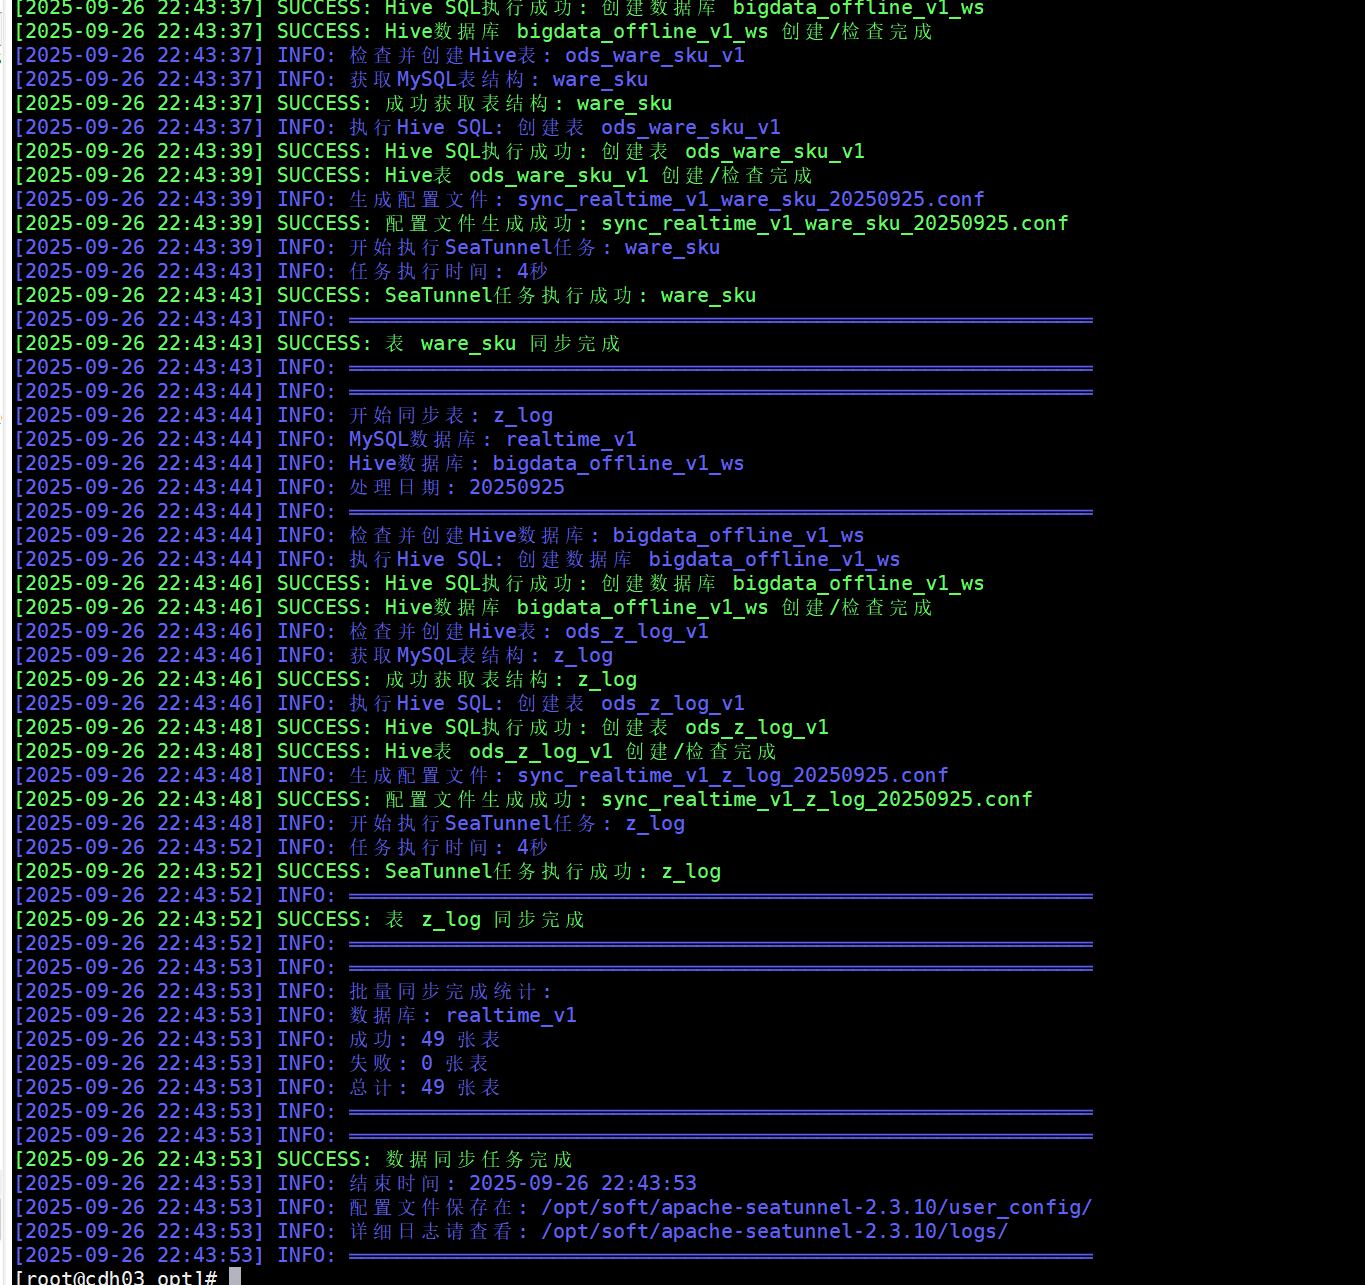 [2025-09-26 22:43:37] SUCCESS: Hive SQL执行成功: 创建数据库 bigdata_offline_v1_ws
[2025-09-26 22:43:37] SUCCESS: Hive数据库 bigdata_offline_v1_ws 创建/检查完成
[2025-09-26 22:43:37] INFO: 检查并创建Hive表: ods_ware_sku_v1
[2025-09-26 22:43:37] INFO: 获取MySQL表结构: ware_sku
[2025-09-26 22:43:37] SUCCESS: 成功获取表结构: ware_sku
[2025-09-26 22:43:37] INFO: 执行Hive SQL: 创建表 ods_ware_sku_v1
[2025-09-26 22:43:39] SUCCESS: Hive SQL执行成功: 创建表 ods_ware_sku_v1
[2025-09-26 22:43:39] SUCCESS: Hive表 ods_ware_sku_v1 创建/检查完成
[2025-09-26 22:43:39] INFO: 生成配置文件: sync_realtime_v1_ware_sku_20250925.conf
[2025-09-26 22:43:39] SUCCESS: 配置文件生成成功: sync_realtime_v1_ware_sku_20250925.conf
[2025-09-26 22:43:39] INFO: 开始执行SeaTunnel任务: ware_sku
[2025-09-26 22:43:43] INFO: 任务执行时间: 4秒
[2025-09-26 22:43:43] SUCCESS: SeaTunnel任务执行成功: ware_sku
[2025-09-26 22:43:43] INFO: ══════════════════════════════════════════════════════════════
[2025-09-26 22:43:43] SUCCESS: 表 ware_sku 同步完成
[2025-09-26 22:43:43] INFO: ══════════════════════════════════════════════════════════════
[2025-09-26 22:43:44] INFO: ══════════════════════════════════════════════════════════════
[2025-09-26 22:43:44] INFO: 开始同步表: z_log
[2025-09-26 22:43:44] INFO: MySQL数据库: realtime_v1
[2025-09-26 22:43:44] INFO: Hive数据库: bigdata_offline_v1_ws
[2025-09-26 22:43:44] INFO: 处理日期: 20250925
[2025-09-26 22:43:44] INFO: ══════════════════════════════════════════════════════════════
[2025-09-26 22:43:44] INFO: 检查并创建Hive数据库: bigdata_offline_v1_ws
[2025-09-26 22:43:44] INFO: 执行Hive SQL: 创建数据库 bigdata_offline_v1_ws
[2025-09-26 22:43:46] SUCCESS: Hive SQL执行成功: 创建数据库 bigdata_offline_v1_ws
[2025-09-26 22:43:46] SUCCESS: Hive数据库 bigdata_offline_v1_ws 创建/检查完成
[2025-09-26 22:43:46] INFO: 检查并创建Hive表: ods_z_log_v1
[2025-09-26 22:43:46] INFO: 获取MySQL表结构: z_log
[2025-09-26 22:43:46] SUCCESS: 成功获取表结构: z_log
[2025-09-26 22:43:46] INFO: 执行Hive SQL: 创建表 ods_z_log_v1
[2025-09-26 22:43:48] SUCCESS: Hive SQL执行成功: 创建表 ods_z_log_v1
[2025-09-26 22:43:48] SUCCESS: Hive表 ods_z_log_v1 创建/检查完成
[2025-09-26 22:43:48] INFO: 生成配置文件: sync_realtime_v1_z_log_20250925.conf
[2025-09-26 22:43:48] SUCCESS: 配置文件生成成功: sync_realtime_v1_z_log_20250925.conf
[2025-09-26 22:43:48] INFO: 开始执行SeaTunnel任务: z_log
[2025-09-26 22:43:52] INFO: 任务执行时间: 4秒
[2025-09-26 22:43:52] SUCCESS: SeaTunnel任务执行成功: z_log
[2025-09-26 22:43:52] INFO: ══════════════════════════════════════════════════════════════
[2025-09-26 22:43:52] SUCCESS: 表 z_log 同步完成
[2025-09-26 22:43:52] INFO: ══════════════════════════════════════════════════════════════
[2025-09-26 22:43:53] INFO: ══════════════════════════════════════════════════════════════
[2025-09-26 22:43:53] INFO: 批量同步完成统计:
[2025-09-26 22:43:53] INFO: 数据库: realtime_v1
[2025-09-26 22:43:53] INFO: 成功: 49 张表
[2025-09-26 22:43:53] INFO: 失败: 0 张表
[2025-09-26 22:43:53] INFO: 总计: 49 张表
[2025-09-26 22:43:53] INFO: ══════════════════════════════════════════════════════════════
[2025-09-26 22:43:53] INFO: ══════════════════════════════════════════════════════════════
[2025-09-26 22:43:53] SUCCESS: 数据同步任务完成
[2025-09-26 22:43:53] INFO: 结束时间: 2025-09-26 22:43:53
[2025-09-26 22:43:53] INFO: 配置文件保存在: /opt/soft/apache-seatunnel-2.3.10/user_config/
[2025-09-26 22:43:53] INFO: 详细日志请查看: /opt/soft/apache-seatunnel-2.3.10/logs/
[2025-09-26 22:43:53] INFO: ══════════════════════════════════════════════════════════════
[root@cdh03 opt]#